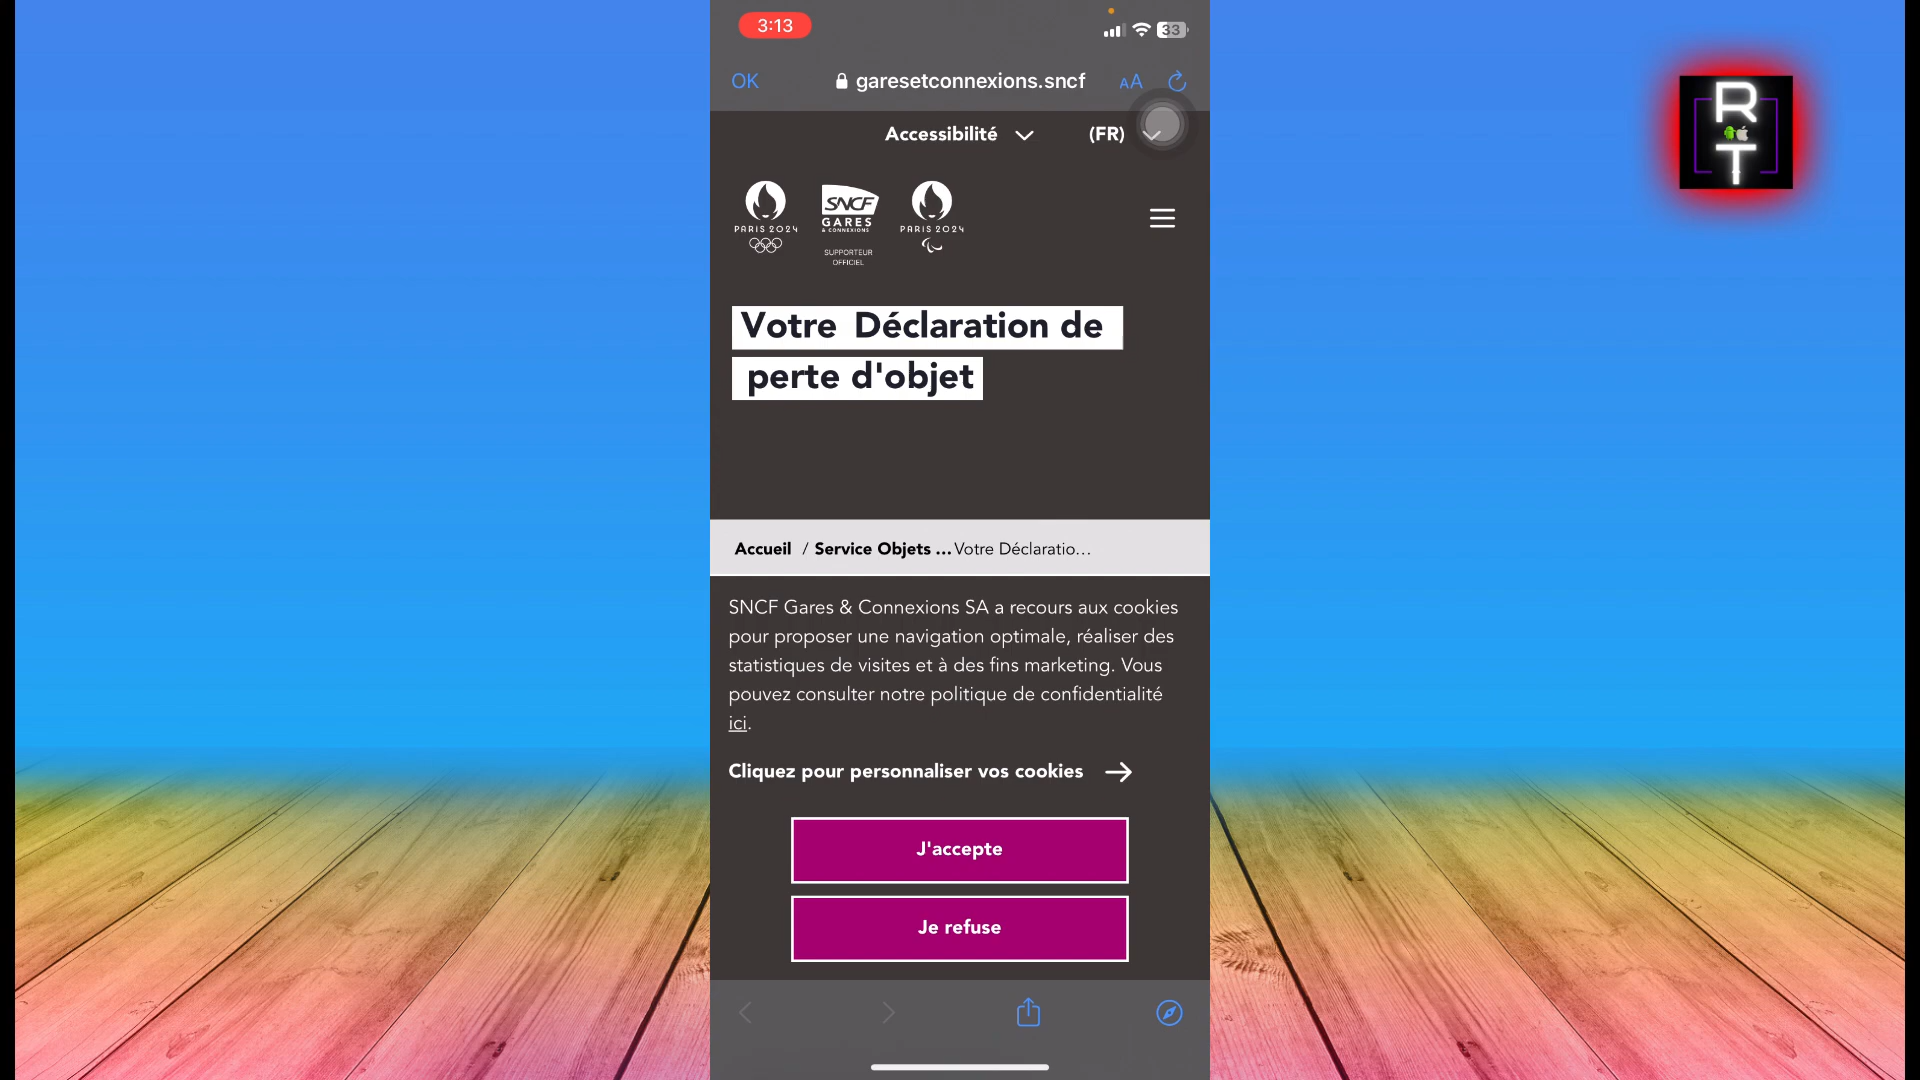 3:13
33
OK
garesetconnexions.sncf
AA
Accessibilité
(FR)
R
T
PARIS 2024
SNCF
GARES
& CONNEXIONS
SUPPORTEUR
OFFICIEL
PARIS 2024
Votre Déclaration de
perte d'objet
Accueil / Service Objets ... Votre Déclaratio...
SNCF Gares & Connexions SA a recours aux cookies
pour proposer une navigation optimale, réaliser des
statistiques de visites et à des fins marketing. Vous
pouvez consulter notre politique de confidentialité
ici.
Cliquez pour personnaliser vos cookies
J'accepte
Je refuse